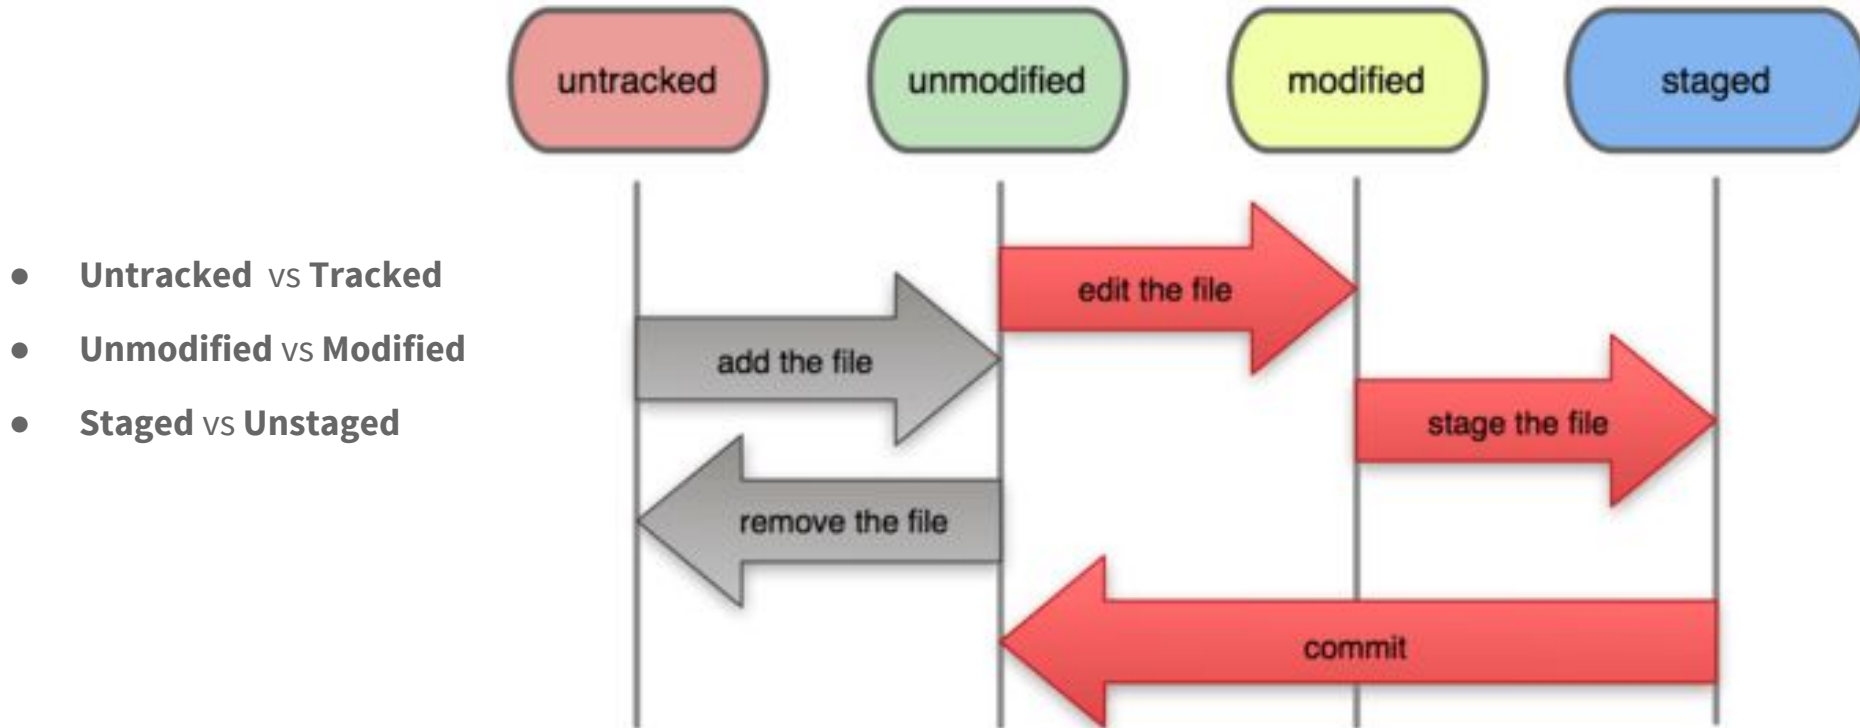 untracked
unmodified
modified
staged
● Untracked vs Tracked
● Unmodified vs Modified
● Staged vs Unstaged
edit the file
add the file
stage the file
remove the file
commit